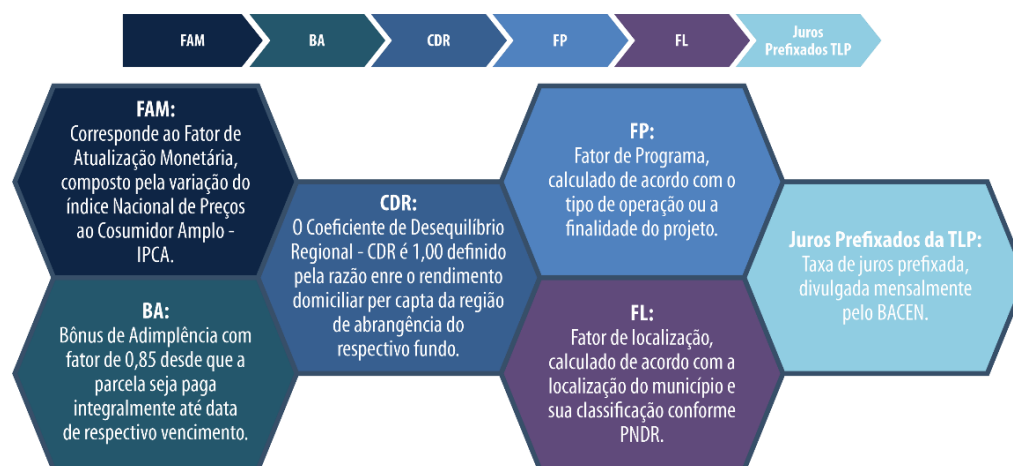 FAM
BA
CDR
FP
FL
Juros
Prefixados TLP
FAM:
Corresponde ao Fator de
Atualização Monetária,
composto pela variação do
índice Nacional de Preços
ao Cosumidor Amplo -
IPCA.
BA:
Bônus de Adimplência com
fator de 0,85 desde que a
parcela seja paga
integralmente até data
de respectivo vencimento.
CDR:
O Coeficiente de Desequilíbrio
Regional - CDR é 1,00 definido
pela razão enre o rendimento
domiciliar per capta da região
de abrangência do
respectivo fundo.
FP:
Fator de Programa,
calculado de acordo com o
tipo de operação ou a
finalidade do projeto.
FL:
Fator de localização,
calculado de acordo com a
localização do município e
sua classificação conforme
PNDR.
Juros Prefixados da TLP:
Taxa de juros prefixada,
divulgada mensalmente
pelo BACEN.